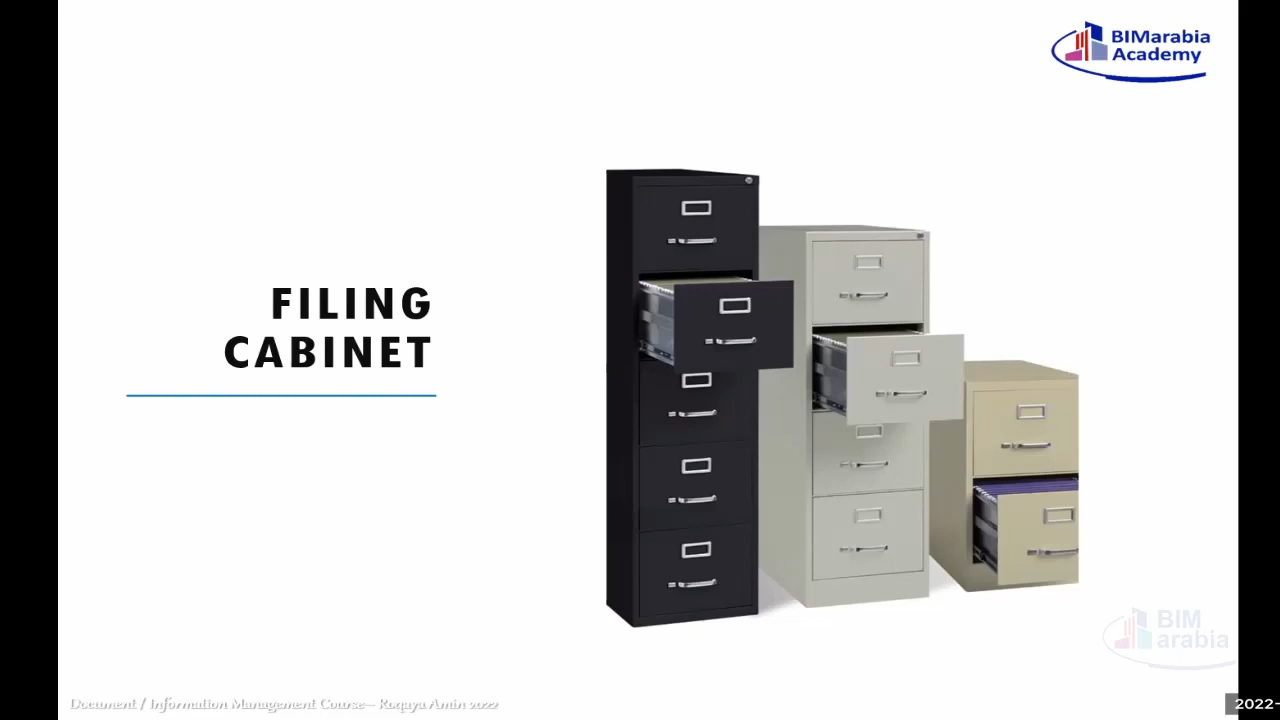 BIMarabia
Academy
FILING
CABINET
BIM
arabia
Document / Information Management Course– Roqaya Amin 2022
2022-